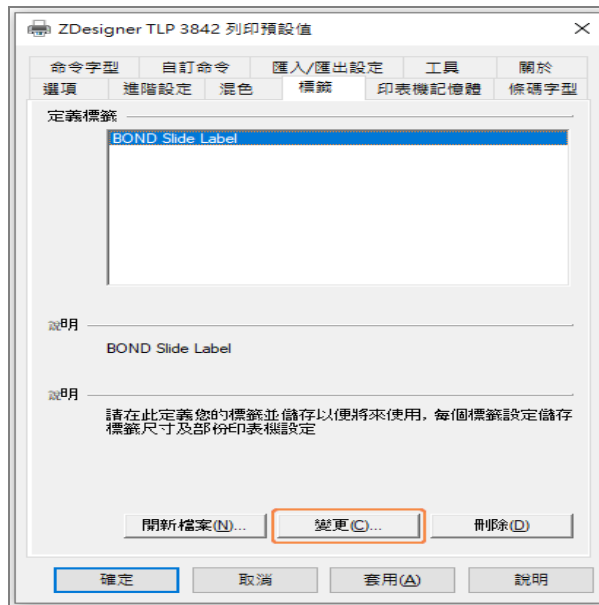 ZDesigner TLP 3842 列印預設值
命令字型 自訂命令 匯入/匯出設定 工具 關於
選項 進階設定 混色 標籤 印表機記憶體 條碼字型
定義標籤
BOND Slide Label
說明
BOND Slide Label
說明
請在此定義您的標籤並儲存以便將來使用, 每個標籤設定儲存
標籤尺寸及部份印表機設定
開新檔案(N)... 變更(C)... 刪除(D)
確定 取消 套用(A) 說明